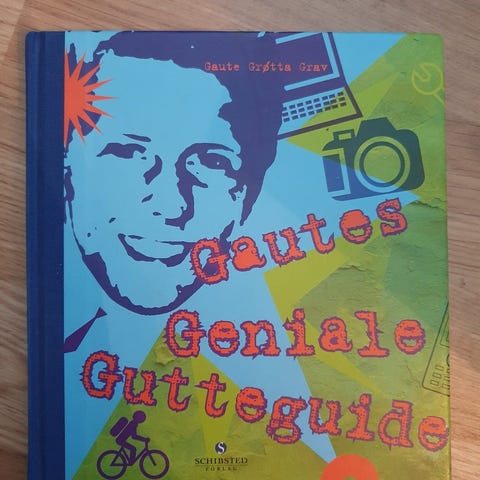 Gaute Grøtta Grav
Gautes
Geniale
Gutteguide
S
SCHIBSTED
FORLAG